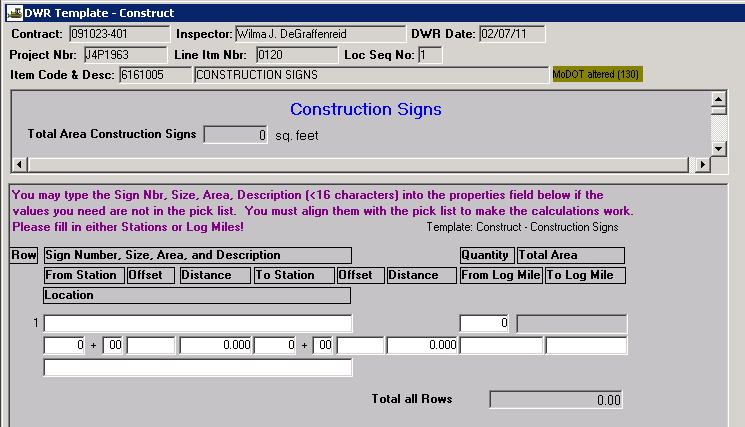 DWR Template - Construct
Contract: 091023-401 Inspector: Wilma J. DeGraffenreid DWR Date: 02/07/11
Project Nbr: J4P1963 Line Itm Nbr: 0120 Loc Seq No: 1
Item Code & Desc: 6161005 CONSTRUCTION SIGNS MoDOT altered (130)
Construction Signs
Total Area Construction Signs 0 sq. feet
You may type the Sign Nbr, Size, Area, Description (<16 characters) into the properties field below if the
values you need are not in the pick list. You must align them with the pick list to make the calculations work.
Please fill in either Stations or Log Miles! Template: Construct - Construction Signs
Row Sign Number, Size, Area, and Description Quantity Total Area
From Station Offset Distance To Station Offset Distance From Log Mile To Log Mile
Location
1 0
0 + 00 0.000 0 + 00 0.000
Total all Rows 0.00